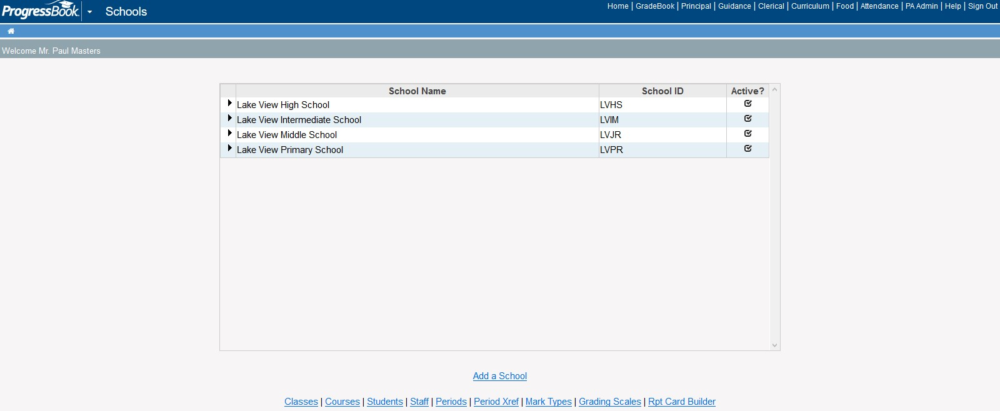 ProgressBook Schools Home | GradeBook | Principal | Guidance | Clerical | Curriculum | Food | Attendance | PA Admin | Help | Sign Out
Welcome Mr. Paul Masters
School Name School ID Active?
Lake View High School LVHS
Lake View Intermediate School LVIM
Lake View Middle School LVJR
Lake View Primary School LVPR
Add a School
Classes | Courses | Students | Staff | Periods | Period Xref | Mark Types | Grading Scales | Rpt Card Builder